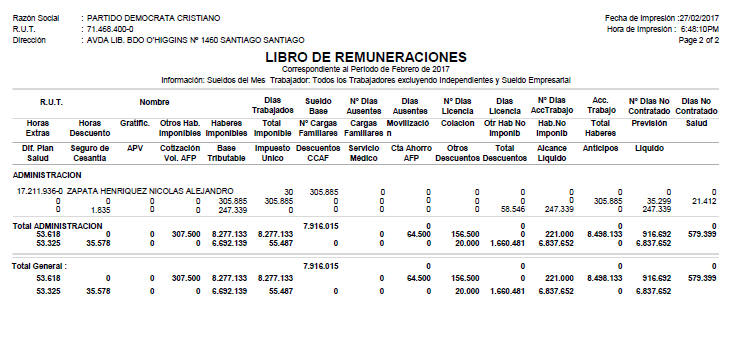 Razón Social : PARTIDO DEMOCRATA CRISTIANO Fecha de Impresión :27/02/2017
R.U.T. : 71.468.400-0 Hora de Impresión : 6:48:10PM
Dirección : AVDA LIB. BDO O'HIGGINS Nº 1460 SANTIAGO SANTIAGO Page 2 of 2
LIBRO DE REMUNERACIONES
Correspondiente al Período de Febrero de 2017
Información: Sueldos del Mes Trabajador: Todos los Trabajadores excluyendo Independientes y Sueldo Empresarial
R.U.T. Nombre Dias Trabajados Sueldo Base Nº Dias Ausentes Dias Ausentes Nº Dias Licencia Dias Licencia Nº Dias AccTrabajo Acc. Trabajo Nº Dias No Contratado Dias No Contratado
Horas Extras Horas Descuento Gratific. Otros Hab. Imponibles Haberes Imponibles Total Imponible Nº Cargas Familiares Cargas Familiares Movilización Colacion Otr Hab No Imponib Hab.No Imponib Total Haberes Previsión Salud
Dif. Plan Salud Seguro de Cesantia APV Cotización Vol. AFP Base Tributable Impuesto Unico Descuentos CCAF Servicio Médico Cta Ahorro AFP Otros Descuentos Total Descuentos Alcance Líquido Anticipos Líquido
ADMINISTRACION
17.211.936-0 ZAPATA HENRIQUEZ NICOLAS ALEJANDRO 30 305.885 0 0 0 0 0 0 0 0
0 0 0 0 305.885 305.885 0 0 0 0 0 0 305.885 35.299 21.412
0 1.835 0 0 247.339 0 0 0 0 0 58.546 247.339 0 247.339
Total ADMINISTRACION 7.916.015 0 0 0 0
53.618 0 0 307.500 8.277.133 8.277.133 0 64.500 156.500 0 221.000 8.498.133 916.692 579.399
53.325 35.578 0 0 6.692.139 55.487 0 0 0 20.000 1.660.481 6.837.652 0 6.837.652
Total General : 7.916.015 0 0 0 0
53.618 0 0 307.500 8.277.133 8.277.133 0 64.500 156.500 0 221.000 8.498.133 916.692 579.399
53.325 35.578 0 0 6.692.139 55.487 0 0 0 20.000 1.660.481 6.837.652 0 6.837.652